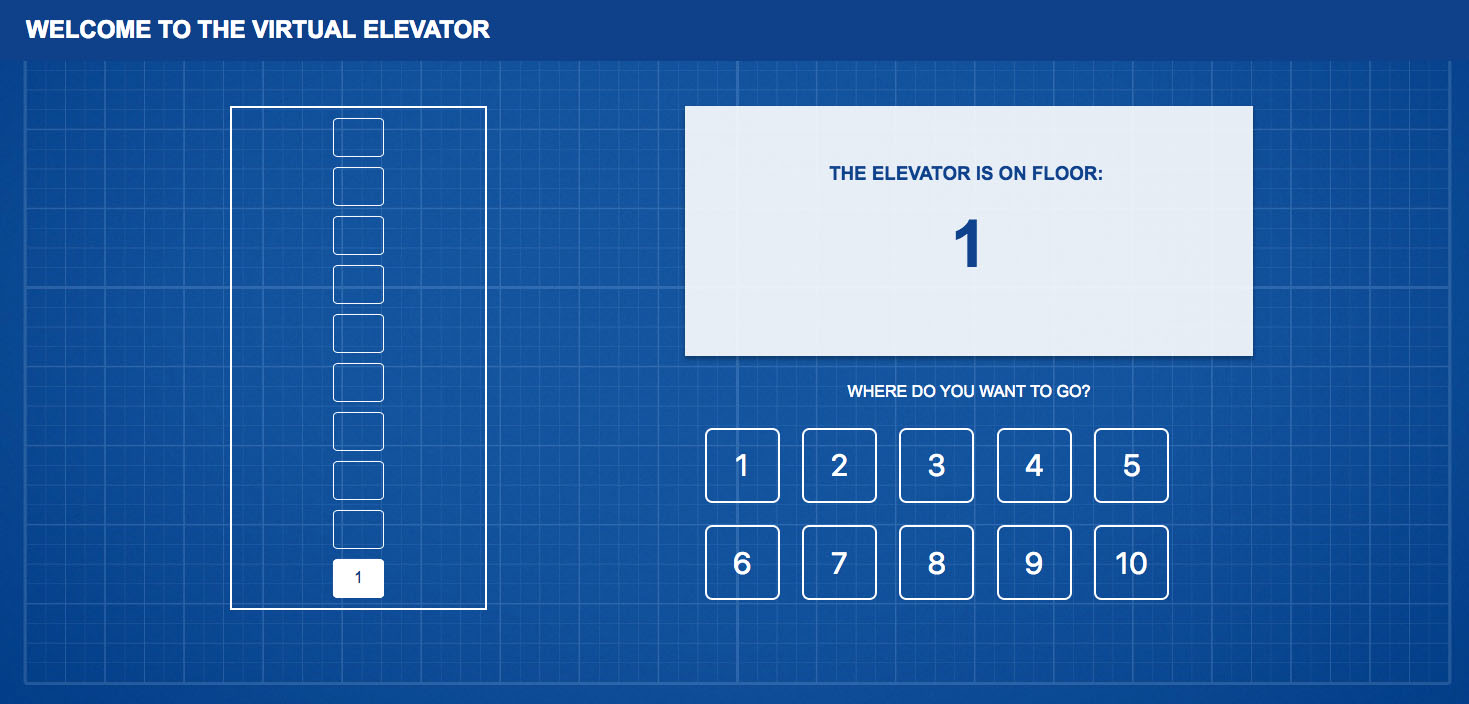 WELCOME TO THE VIRTUAL ELEVATOR
1
THE ELEVATOR IS ON FLOOR:
1
WHERE DO YOU WANT TO GO?
1 2 3 4 5
6 7 8 9 10